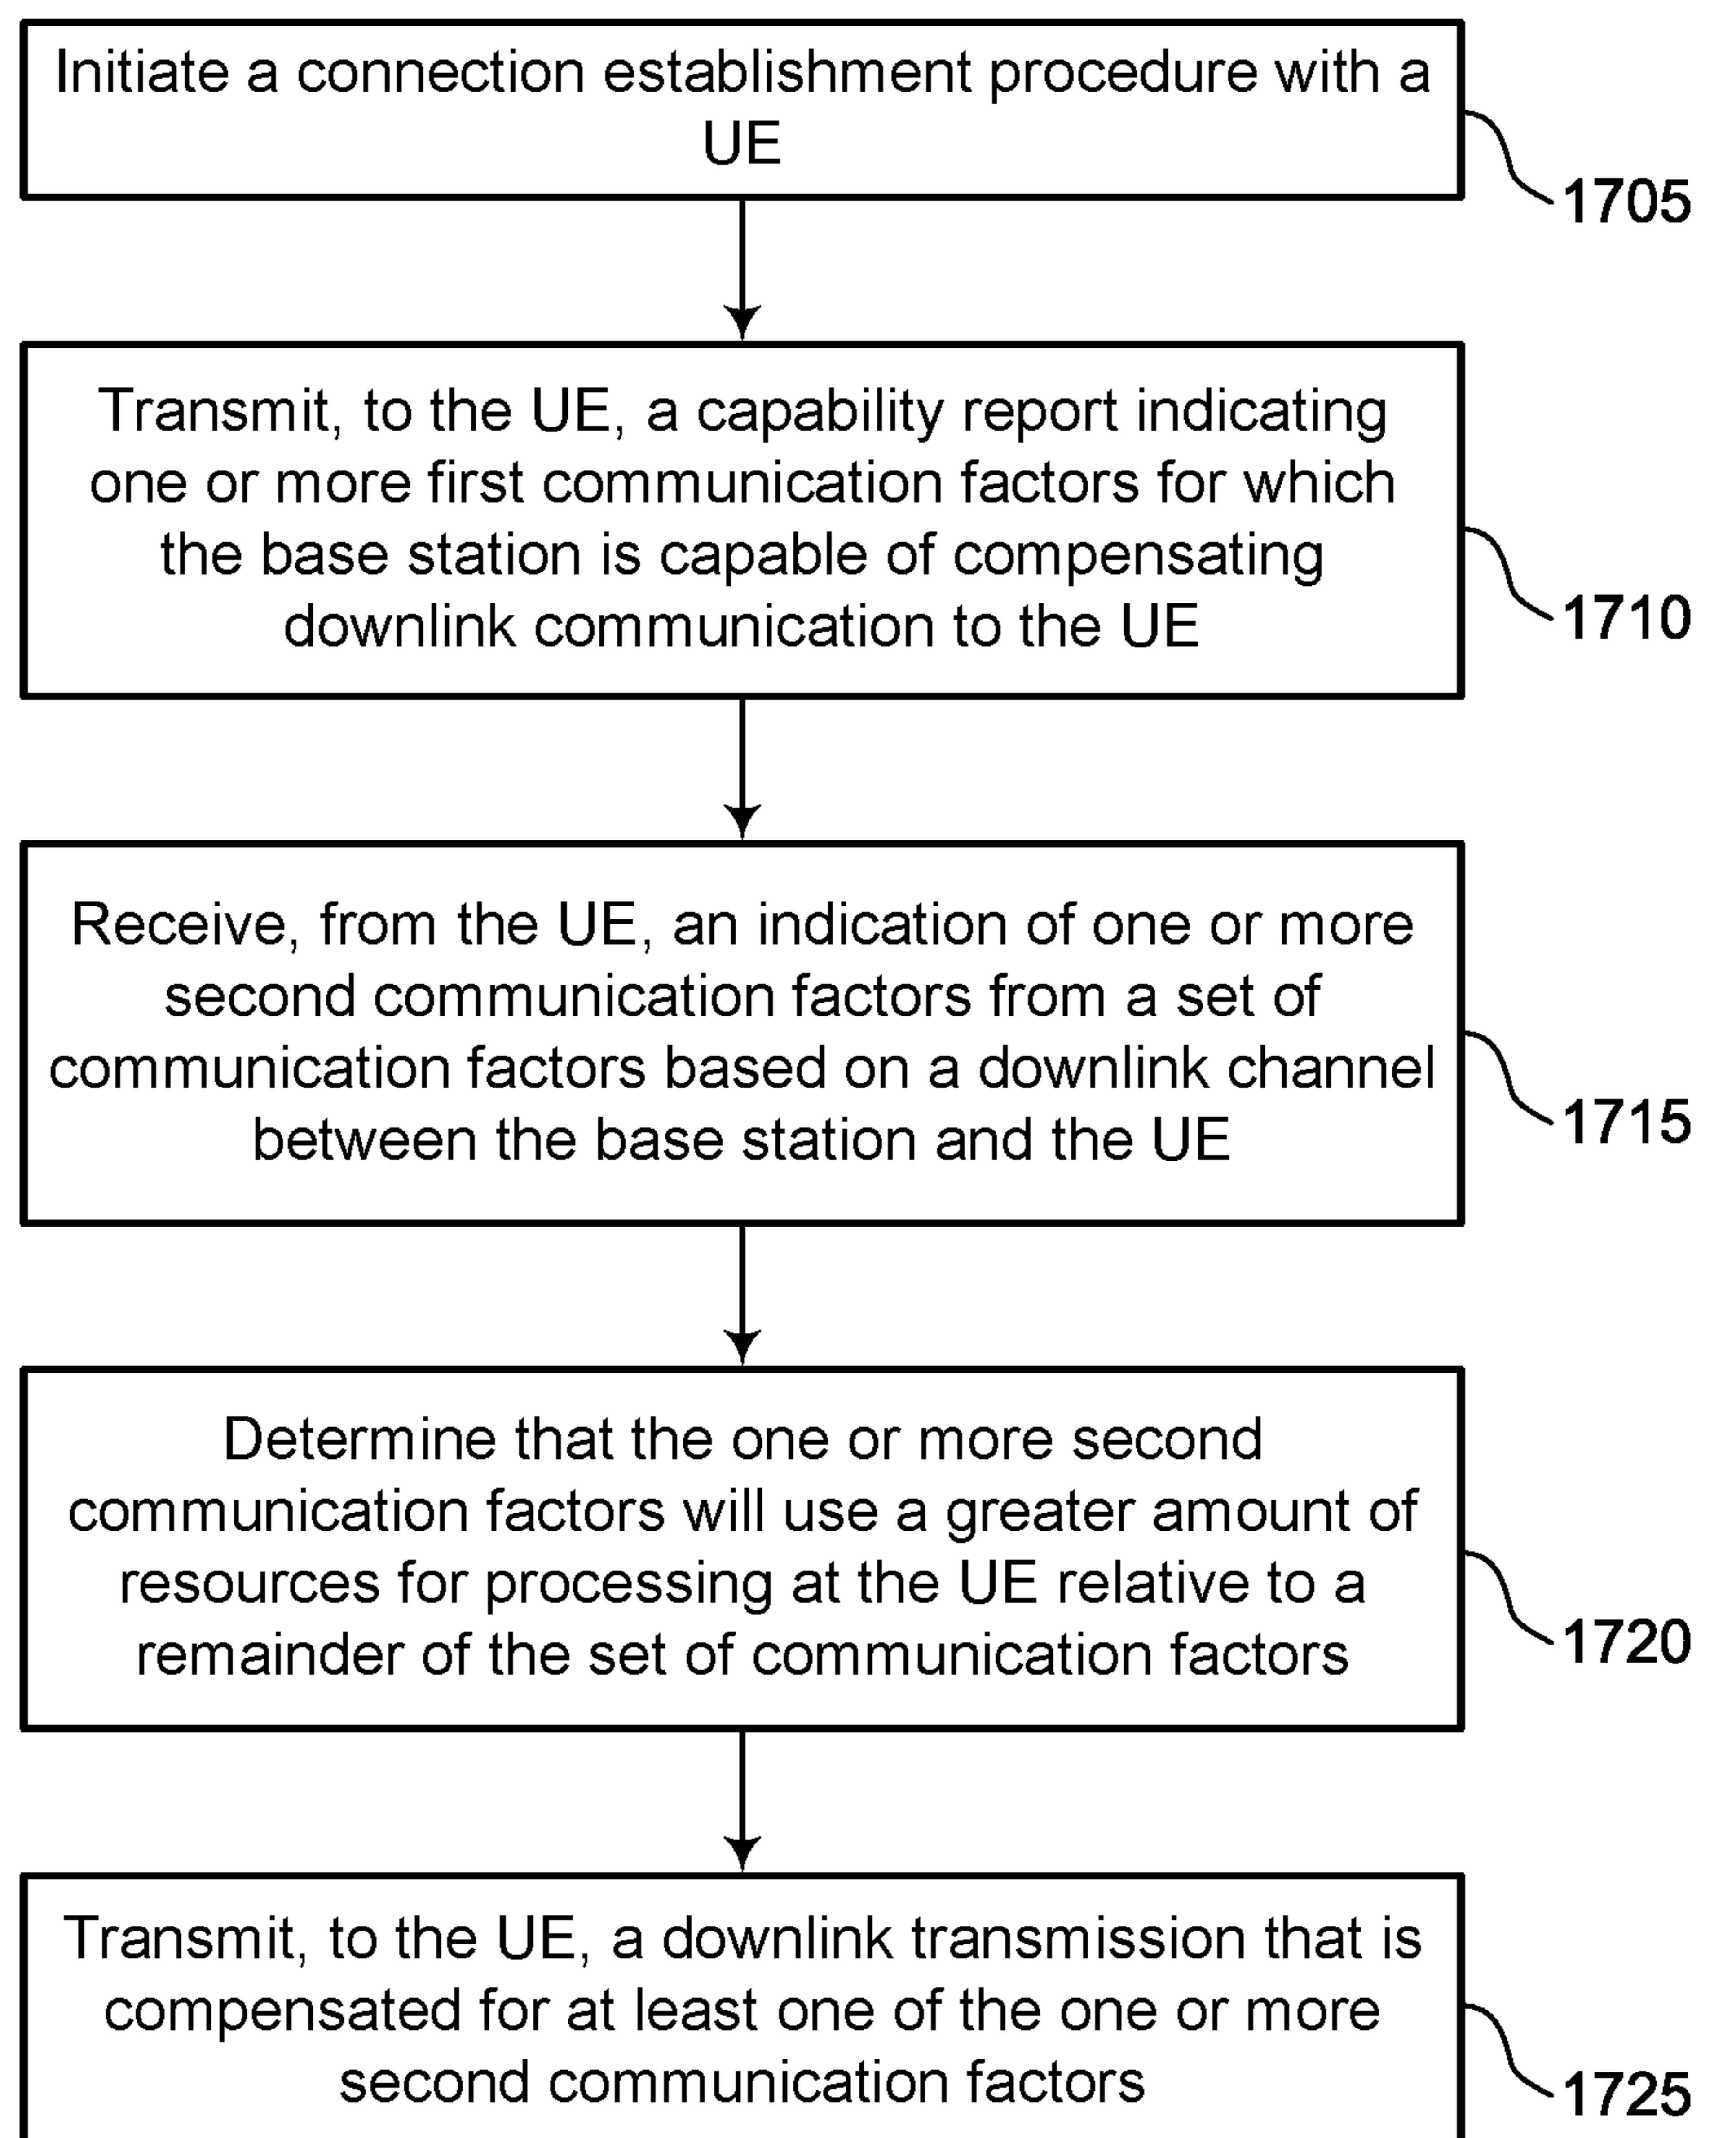 Initiate a connection establishment procedure with a
UE
1705
Transmit, to the UE, a capability report indicating
one or more first communication factors for which
the base station is capable of compensating
downlink communication to the UE
1710
Receive, from the UE, an indication of one or more
second communication factors from a set of
communication factors based on a downlink channel
between the base station and the UE
1715
Determine that the one or more second
communication factors will use a greater amount of
resources for processing at the UE relative to a
remainder of the set of communication factors
1720
Transmit, to the UE, a downlink transmission that is
compensated for at least one of the one or more
second communication factors
1725